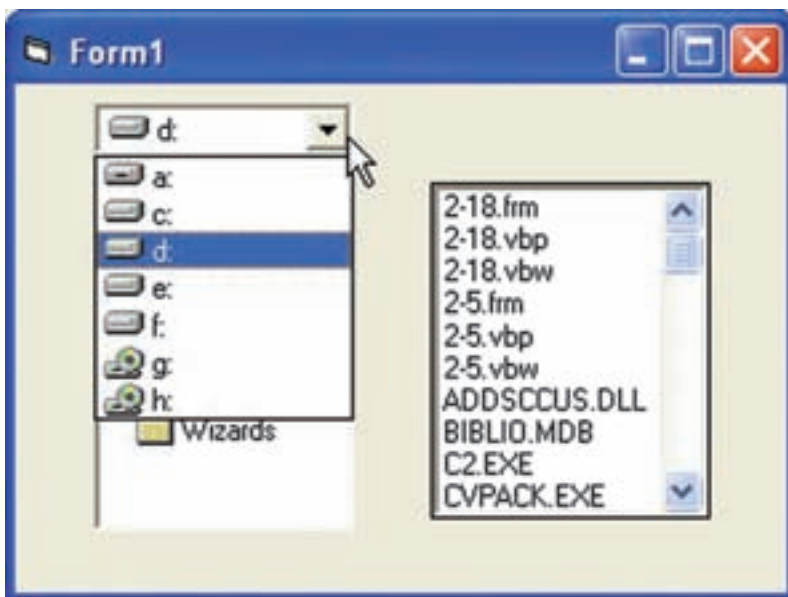 Form1
d:
a:
c:
d:
e:
f:
g:
h:
Wizards
2-18.frm
2-18.vbp
2-18.vbw
2-5.frm
2-5.vbp
2-5.vbw
ADDSCCUS.DLL
BIBLIO.MDB
C2.EXE
CVPACK.EXE